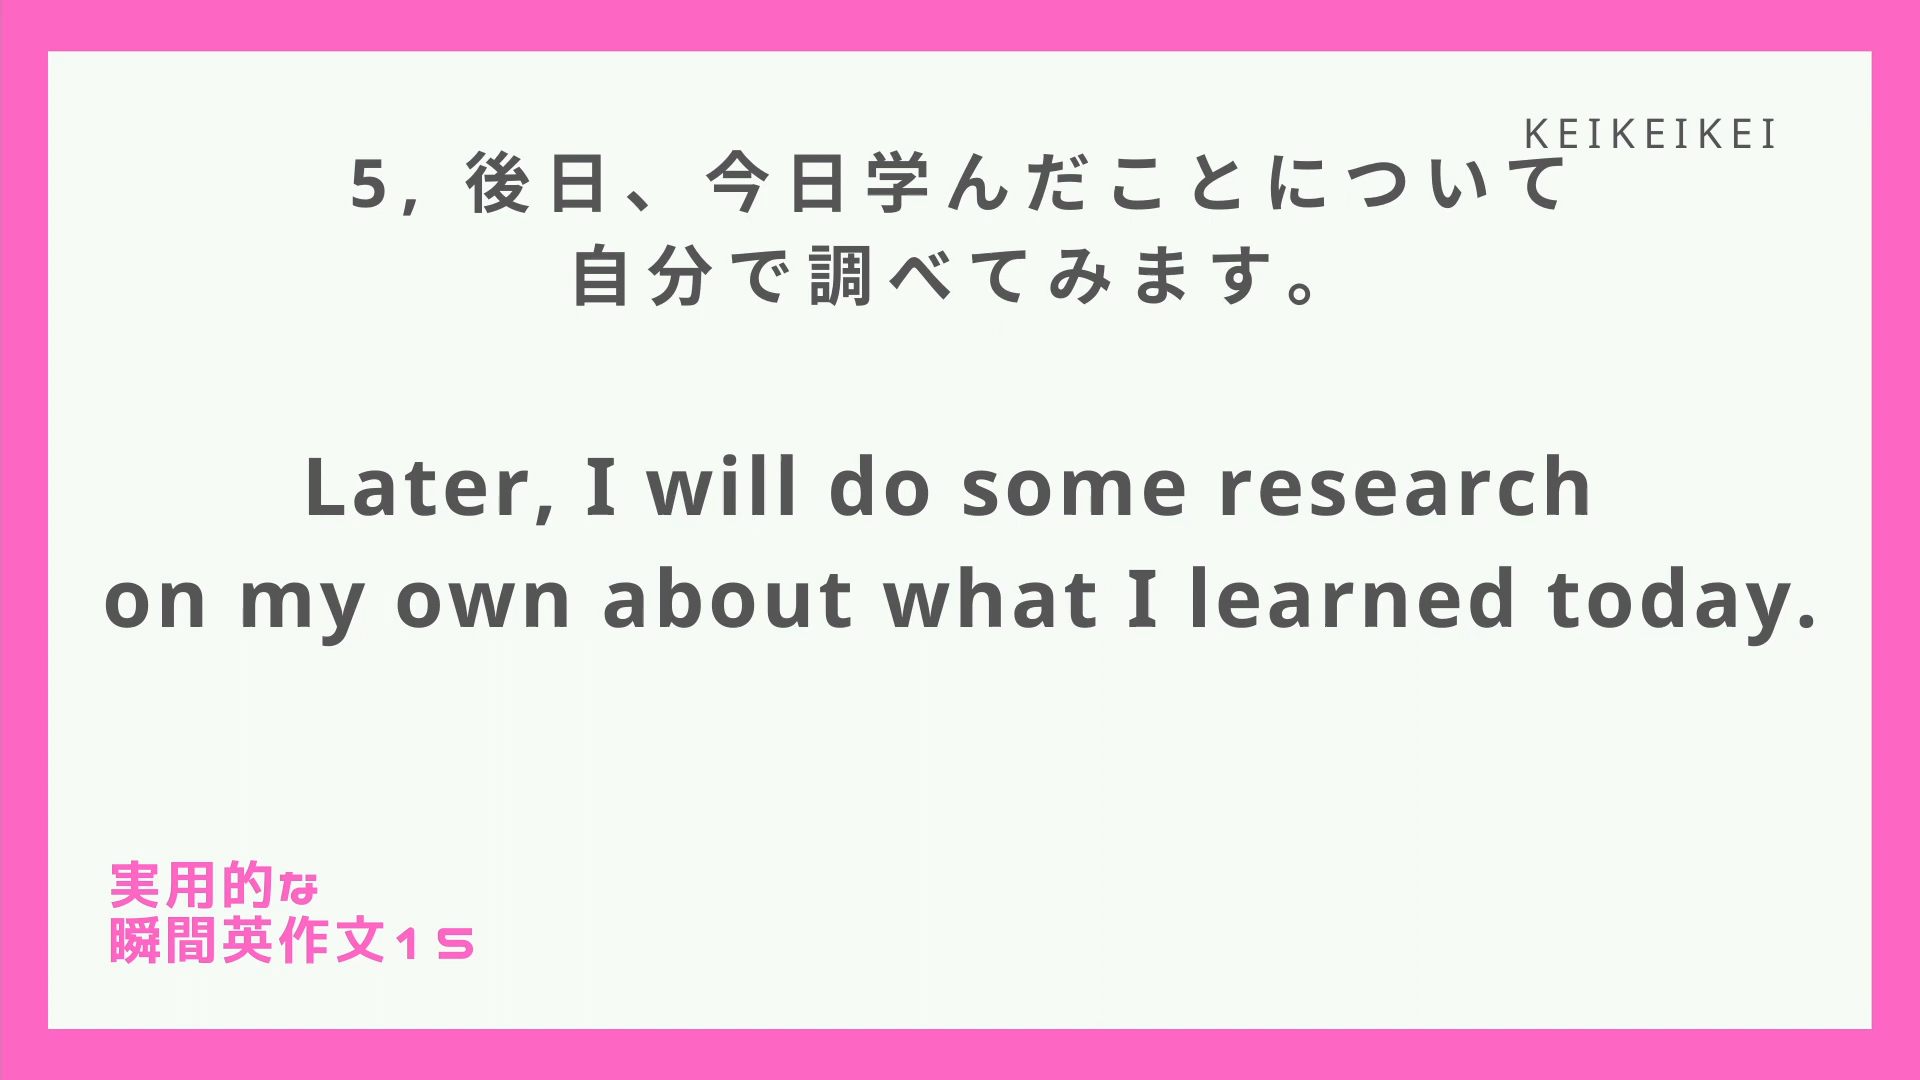 KEIKEIKEI
5, 後日、今日学んだことについて
自分で調べてみます。
Later, I will do some research
on my own about what I learned today.
実用的な
瞬間英作文15